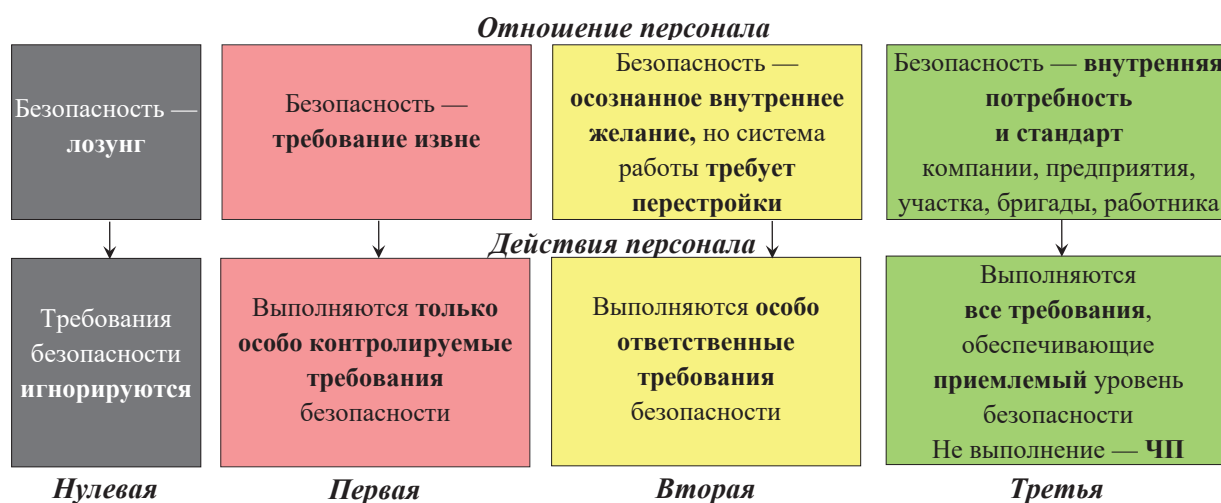 Отношение персонала
Безопасность —
лозунг
Безопасность —
требование извне
Безопасность —
осознанное внутреннее
желание, но система
работы требует
перестройки
Безопасность — внутренняя
потребность
и стандарт
компании, предприятия,
участка, бригады, работника
Действия персонала
Требования
безопасности
игнорируются
Выполняются только
особо контролируемые
требования
безопасности
Выполняются особо
ответственные
требования
безопасности
Выполняются
все требования,
обеспечивающие
приемлемый уровень
безопасности
Не выполнение — ЧП
Нулевая
Первая
Вторая
Третья